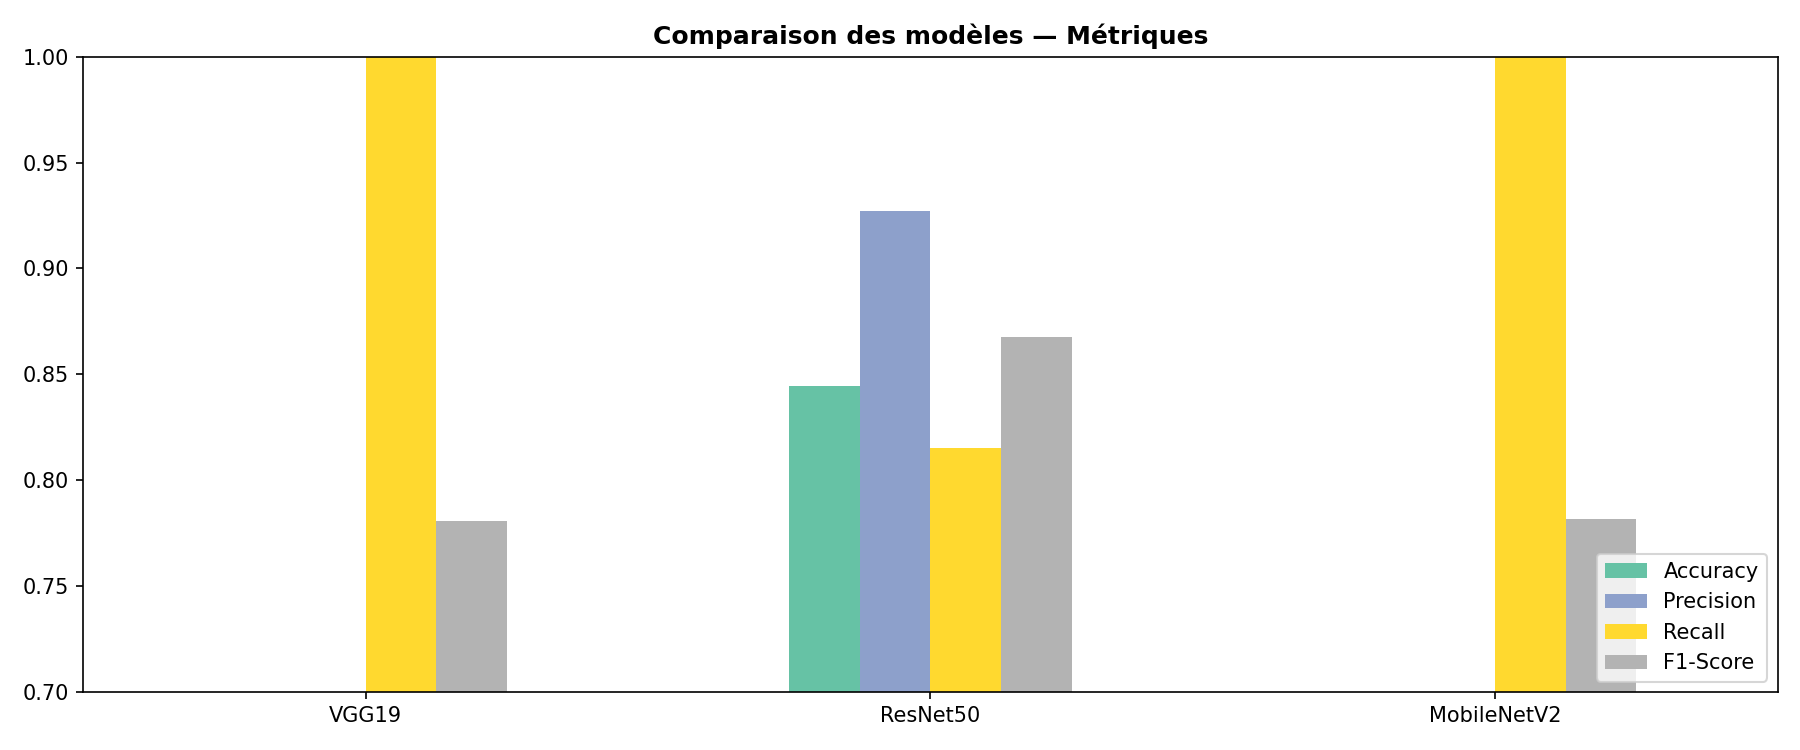 Comparaison des modèles — Métriques
1.00
0.95
0.90
0.85
0.80
0.75
0.70
VGG19
ResNet50
MobileNetV2
Accuracy
Precision
Recall
F1-Score